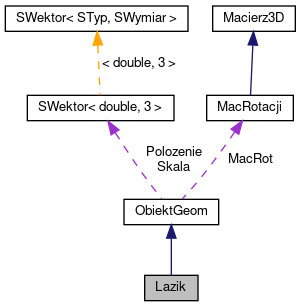 SWektor< STyp, SWymiar >
Macierz3D
< double, 3 >
SWektor< double, 3 >
MacRotacji
Polozenie
Skala
MacRot
ObiektGeom
Lazik